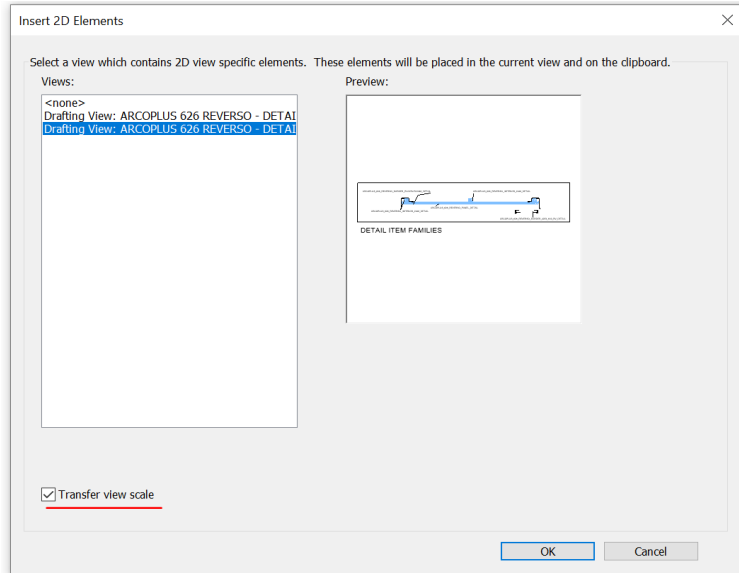 Insert 2D Elements
Select a view which contains 2D view specific elements. These elements will be placed in the current view and on the clipboard.
Views:
Preview:
<none>
Drafting View: ARCOPLUS 626 REVERSO - DETAI
Drafting View: ARCOPLUS 626 REVERSO - DETAI
DETAIL ITEM FAMILIES
Transfer view scale
OK
Cancel